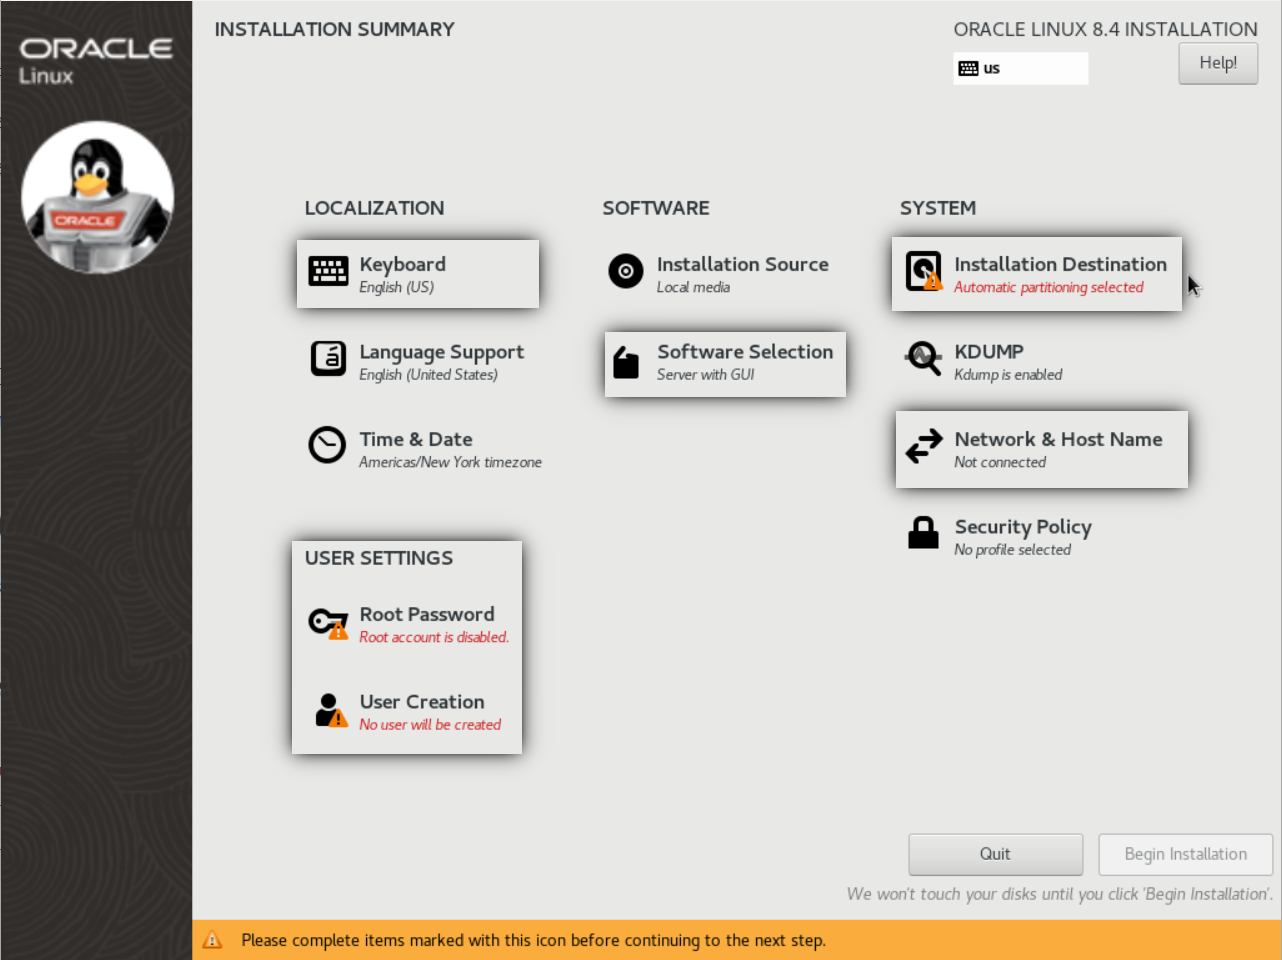 ORACLE
Linux
ORACLE
INSTALLATION SUMMARY
ORACLE LINUX 8.4 INSTALLATION
us
Help!
LOCALIZATION
Keyboard
English (US)
Language Support
English (United States)
Time & Date
Americas/New York timezone
SOFTWARE
Installation Source
Local media
Software Selection
Server with GUI
SYSTEM
Installation Destination
Automatic partitioning selected
KDUMP
Kdump is enabled
Network & Host Name
Not connected
Security Policy
No profile selected
USER SETTINGS
Root Password
Root account is disabled.
User Creation
No user will be created
Quit
Begin Installation
We won't touch your disks until you click 'Begin Installation'.
Please complete items marked with this icon before continuing to the next step.